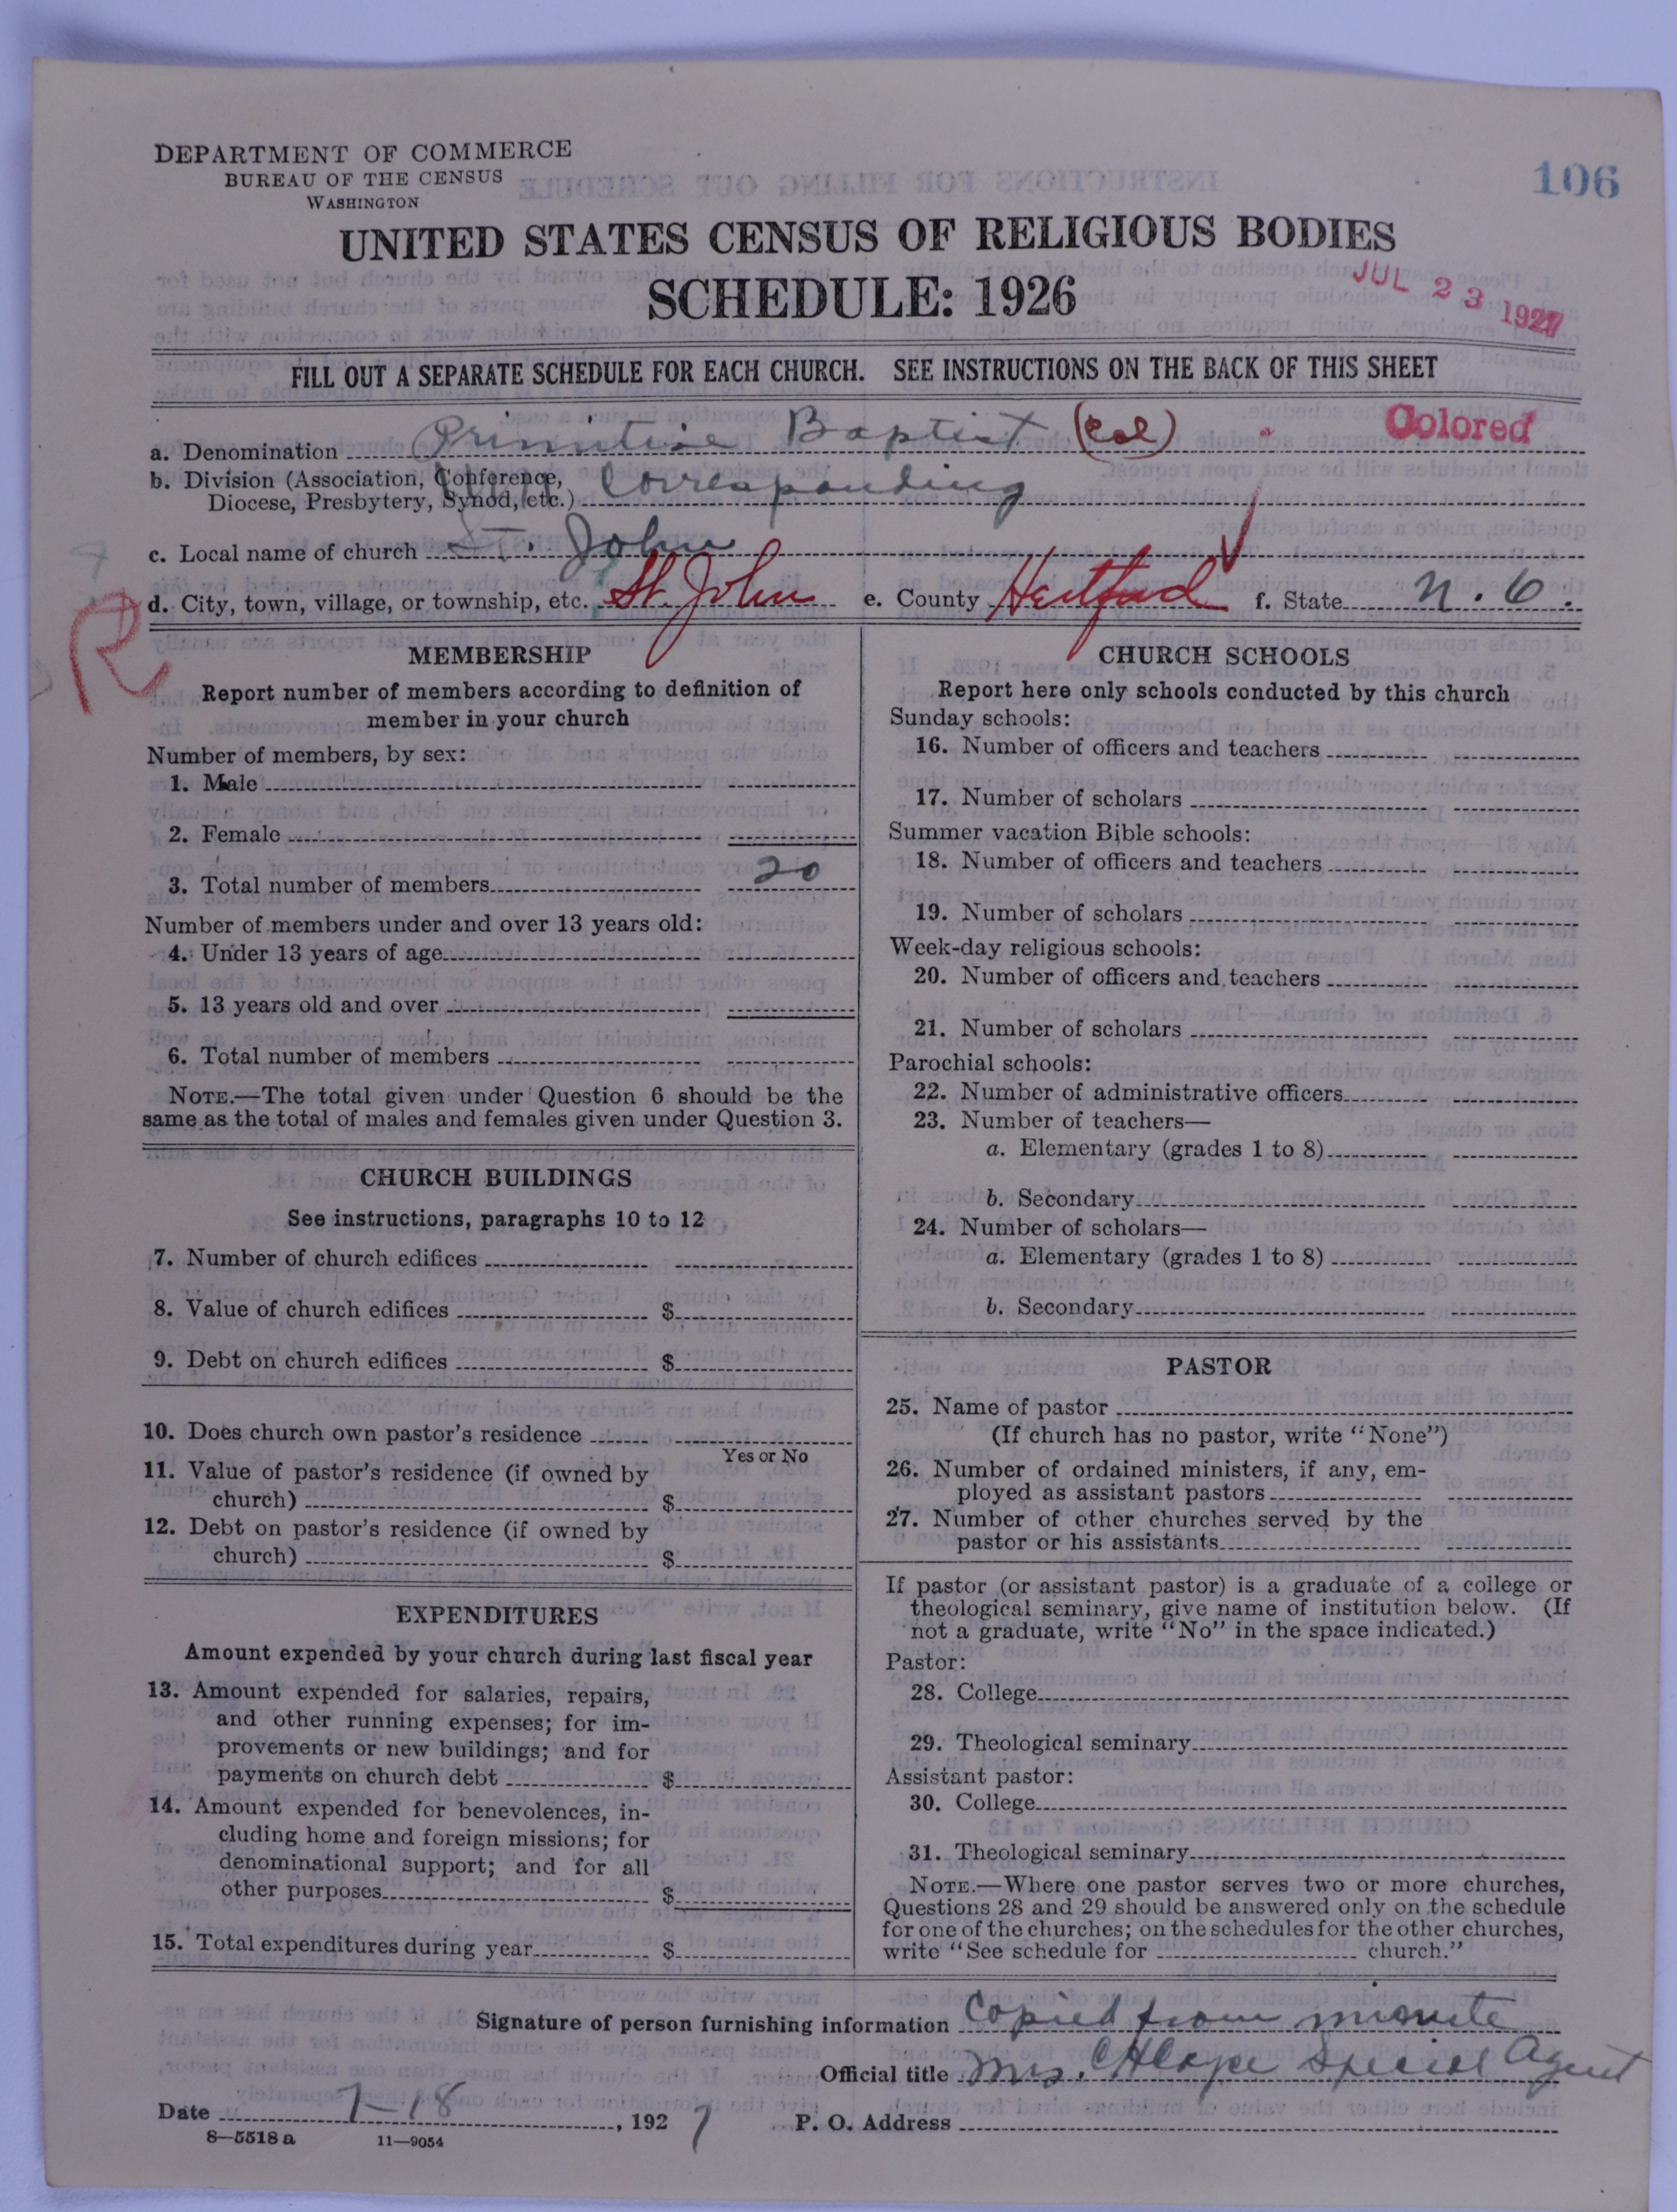 DEPARTMENT OF COMMERCE
BUREAU OF THE CENSUS
WASHINGTON
106
UNITED STATES CENSUS OF RELIGIOUS BODIES
SCHEDULE: 1926
JUL 23 1927
FILL OUT A SEPARATE SCHEDULE FOR EACH CHURCH. SEE INSTRUCTIONS ON THE BACK OF THIS SHEET
a. Denomination Primitive Baptist (Col) Colored
b. Division (Association, Conference,
Diocese, Presbytery, Synod, etc.) Corresponding
c. Local name of church St. John
d. City, town, village, or township, etc. St. John e. County Hertford f. State N. C.
R
MEMBERSHIP
Report number of members according to definition of
member in your church
Number of members, by sex:
1. Male
2. Female
3. Total number of members 20
Number of members under and over 13 years old:
4. Under 13 years of age
5. 13 years old and over
6. Total number of members
NOTE.—The total given under Question 6 should be the
same as the total of males and females given under Question 3.
CHURCH BUILDINGS
See instructions, paragraphs 10 to 12
7. Number of church edifices
8. Value of church edifices $
9. Debt on church edifices $
10. Does church own pastor's residence
Yes or No
11. Value of pastor's residence (if owned by
church) $
12. Debt on pastor's residence (if owned by
church) $
EXPENDITURES
Amount expended by your church during last fiscal year
13. Amount expended for salaries, repairs,
and other running expenses; for im-
provements or new buildings; and for
payments on church debt $
14. Amount expended for benevolences, in-
cluding home and foreign missions; for
denominational support; and for all
other purposes $
15. Total expenditures during year $
CHURCH SCHOOLS
Report here only schools conducted by this church
Sunday schools:
16. Number of officers and teachers
17. Number of scholars
Summer vacation Bible schools:
18. Number of officers and teachers
19. Number of scholars
Week-day religious schools:
20. Number of officers and teachers
21. Number of scholars
Parochial schools:
22. Number of administrative officers
23. Number of teachers—
a. Elementary (grades 1 to 8)
b. Secondary
24. Number of scholars—
a. Elementary (grades 1 to 8)
b. Secondary
PASTOR
25. Name of pastor
(If church has no pastor, write "None")
26. Number of ordained ministers, if any, em-
ployed as assistant pastors
27. Number of other churches served by the
pastor or his assistants
If pastor (or assistant pastor) is a graduate of a college or
theological seminary, give name of institution below. (If
not a graduate, write "No" in the space indicated.)
Pastor:
28. College
29. Theological seminary
Assistant pastor:
30. College
31. Theological seminary
NOTE.—Where one pastor serves two or more churches,
Questions 28 and 29 should be answered only on the schedule
for one of the churches; on the schedules for the other churches,
write "See schedule for church."
Signature of person furnishing information Copied from minute
Official title Mrs. Special Agent
Date 7-18, 1927 P. O. Address
8—5518 a 11—9054